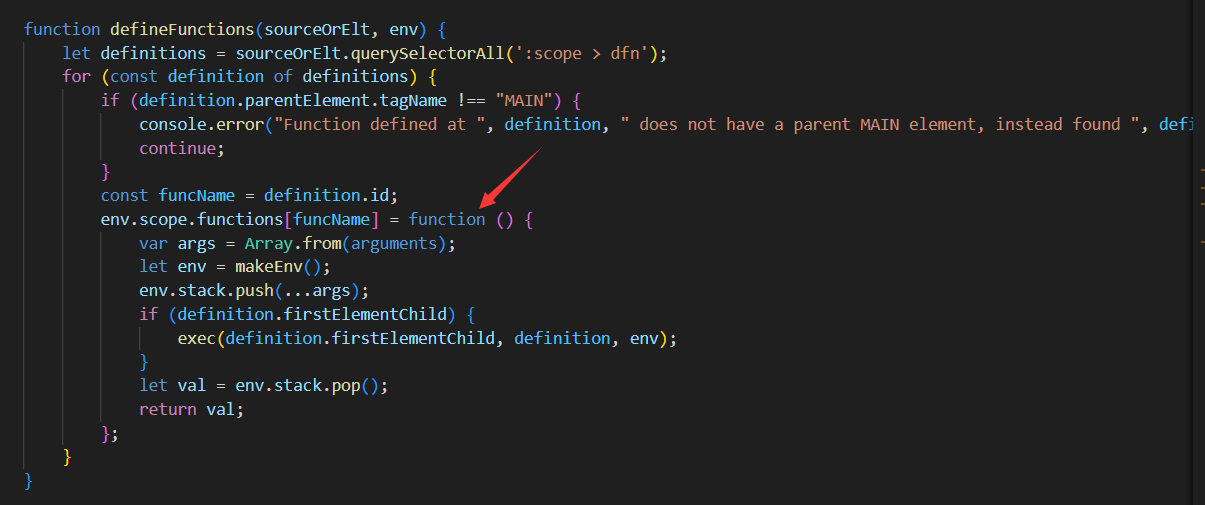 function defineFunctions(sourceOrElt, env) {
    let definitions = sourceOrElt.querySelectorAll(':scope > dfn');
    for (const definition of definitions) {
        if (definition.parentElement.tagName !== "MAIN") {
            console.error("Function defined at ", definition, " does not have a parent MAIN element, instead found ", defi
            continue;
        }
        const funcName = definition.id;
        env.scope.functions[funcName] = function () {
            var args = Array.from(arguments);
            let env = makeEnv();
            env.stack.push(...args);
            if (definition.firstElementChild) {
                exec(definition.firstElementChild, definition, env);
            }
            let val = env.stack.pop();
            return val;
        };
    }
}